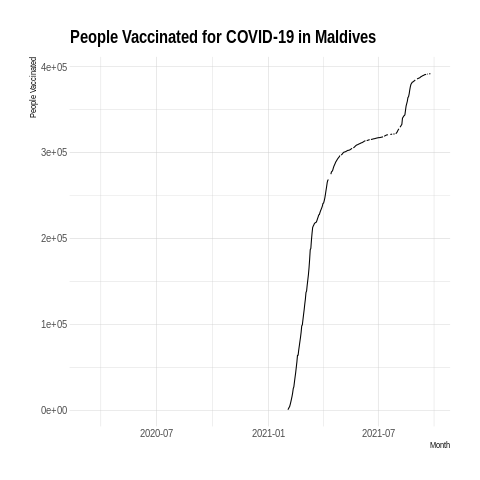 People Vaccinated for COVID-19 in Maldives
People Vaccinated
4e+05
3e+05
2e+05
1e+05
0e+00
2020-07 2021-01 2021-07
Month